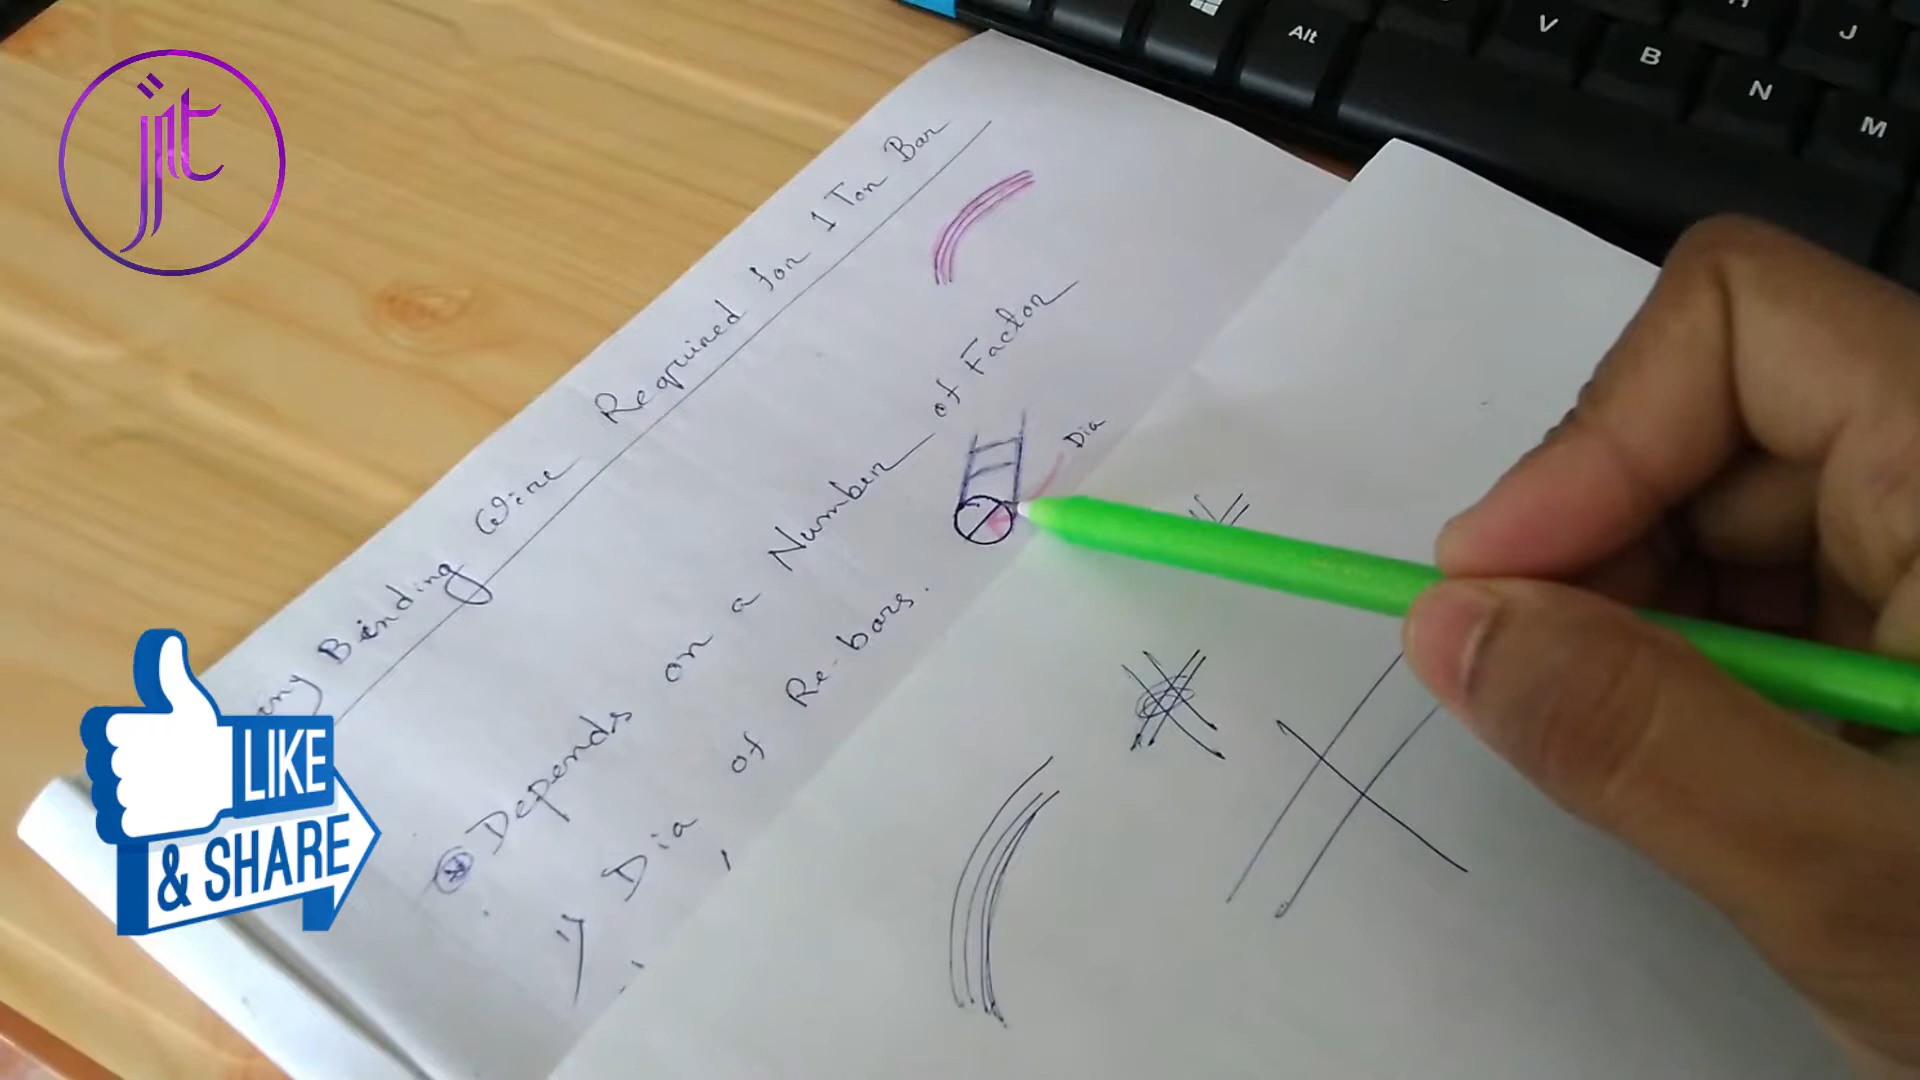 Binding Wire Required for 1 Ton Bar
Depends on a Number of Factor
i) Dia of Re-bars.
Dia
jit
LIKE
& SHARE
Alt
V
B
N
M
J